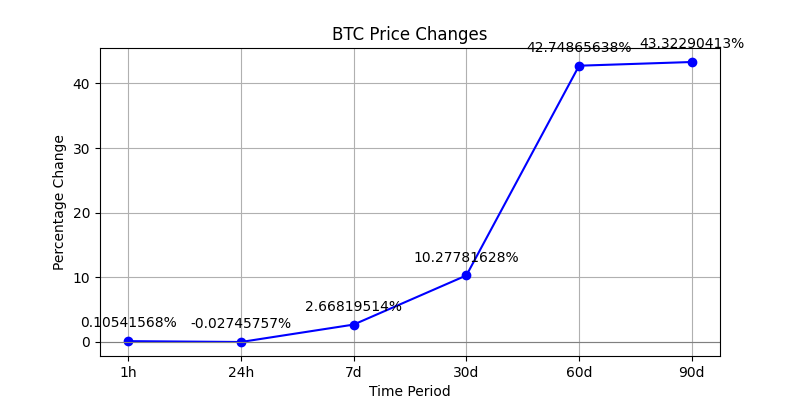 BTC Price Changes
42.74865638%
43.32290413%
10.27781628%
2.66819514%
0.10541568%
-0.02745757%
40
30
20
10
0
Percentage Change
1h
24h
7d
30d
60d
90d
Time Period